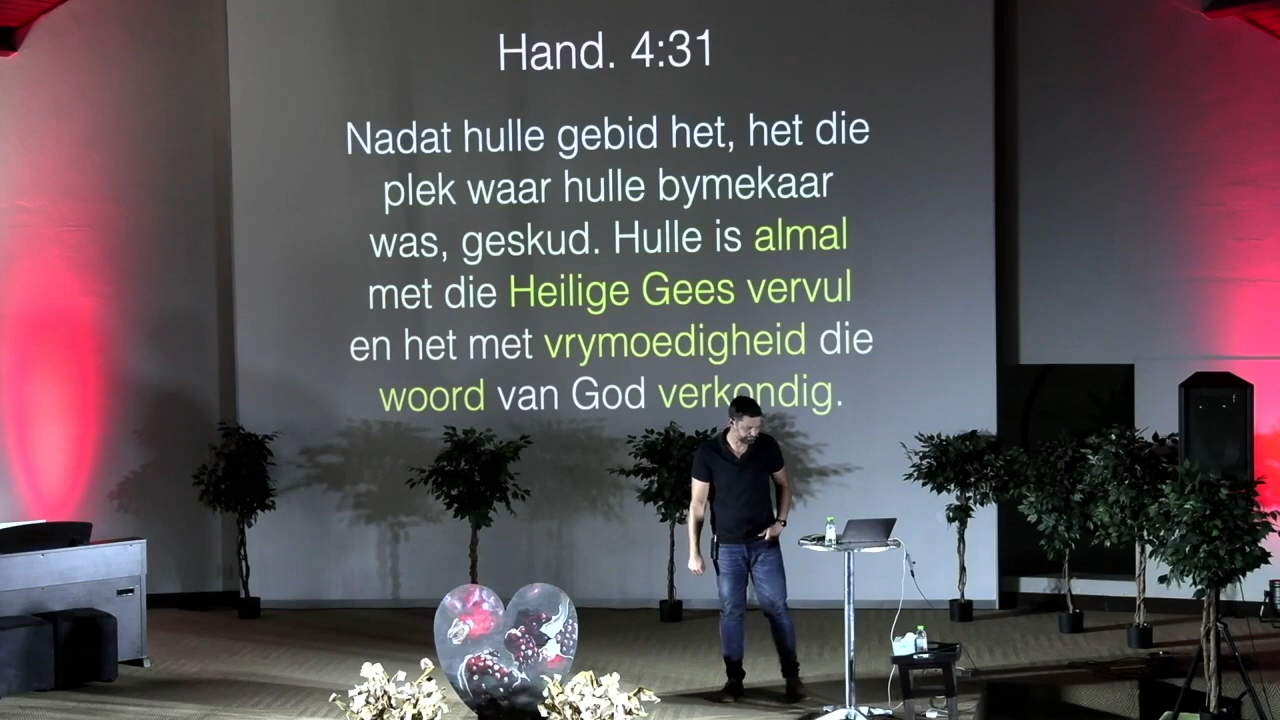 Hand. 4:31
Nadat hulle gebid het, het die
plek waar hulle bymekaar
was, geskud. Hulle is almal
met die Heilige Gees vervul
en het met vrymoedigheid die
woord van God verkondig.